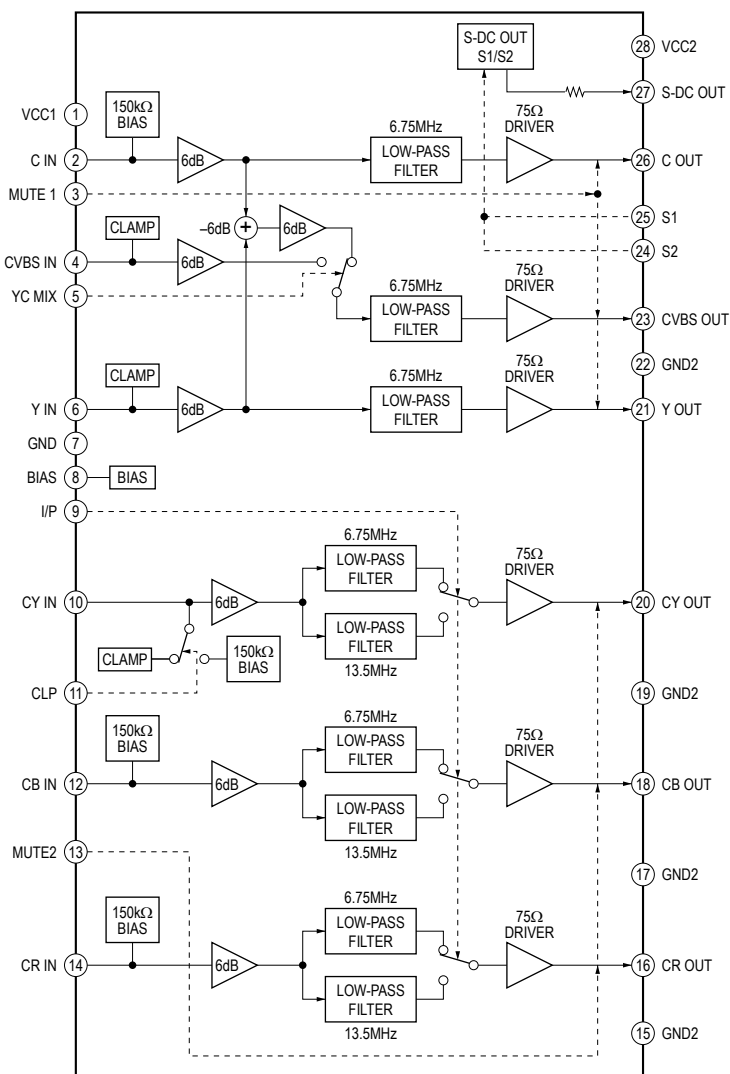 S-DC OUT
S1/S2
28 VCC2
27 S-DC OUT
150kΩ
BIAS
VCC1 1
6.75MHz
75Ω
DRIVER
C IN 2
6dB
LOW-PASS
FILTER
26 C OUT
MUTE 1 3
25 S1
CLAMP
–6dB
+
6dB
24 S2
CVBS IN 4
6dB
YC MIX 5
6.75MHz
75Ω
DRIVER
LOW-PASS
FILTER
23 CVBS OUT
22 GND2
CLAMP
6.75MHz
75Ω
DRIVER
Y IN 6
6dB
LOW-PASS
FILTER
21 Y OUT
GND 7
BIAS 8
BIAS
I/P 9
6.75MHz
LOW-PASS
FILTER
75Ω
DRIVER
CY IN 10
6dB
20 CY OUT
LOW-PASS
FILTER
13.5MHz
CLAMP
150kΩ
BIAS
CLP 11
19 GND2
150kΩ
BIAS
6.75MHz
LOW-PASS
FILTER
75Ω
DRIVER
CB IN 12
6dB
18 CB OUT
LOW-PASS
FILTER
13.5MHz
MUTE2 13
17 GND2
150kΩ
BIAS
6.75MHz
LOW-PASS
FILTER
75Ω
DRIVER
CR IN 14
6dB
16 CR OUT
LOW-PASS
FILTER
13.5MHz
15 GND2